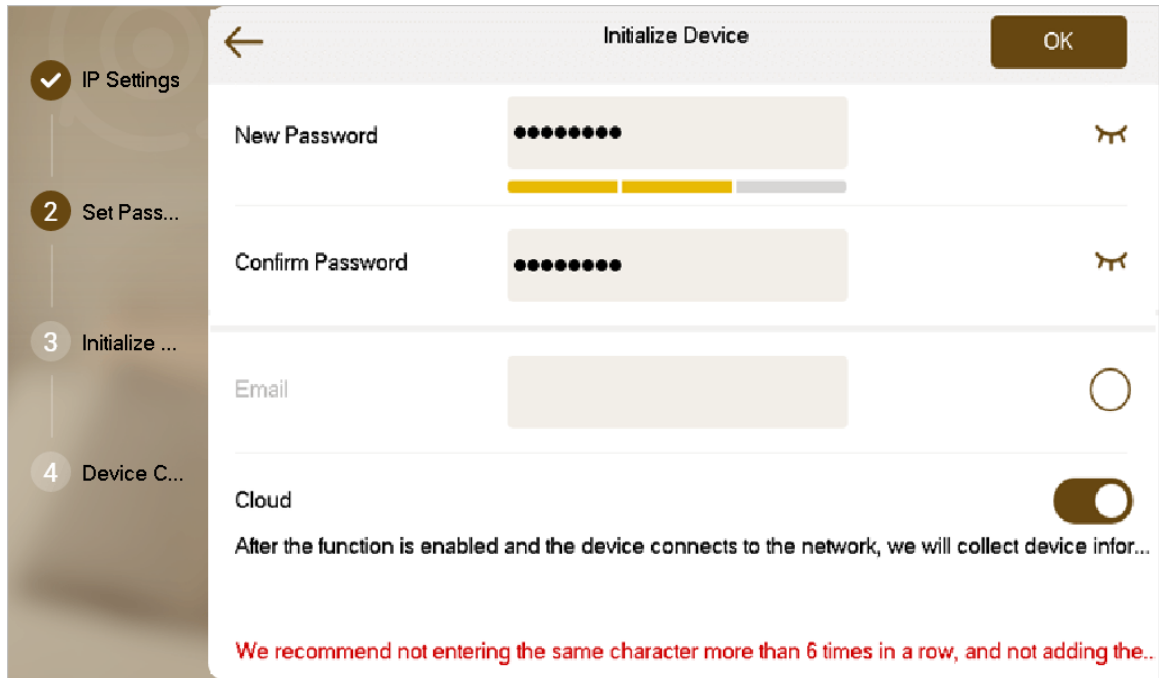 Initialize Device
OK
IP Settings
2 Set Pass...
3 Initialize ...
4 Device C...
New Password
Confirm Password
Email
Cloud
After the function is enabled and the device connects to the network, we will collect device infor...
We recommend not entering the same character more than 6 times in a row, and not adding the..